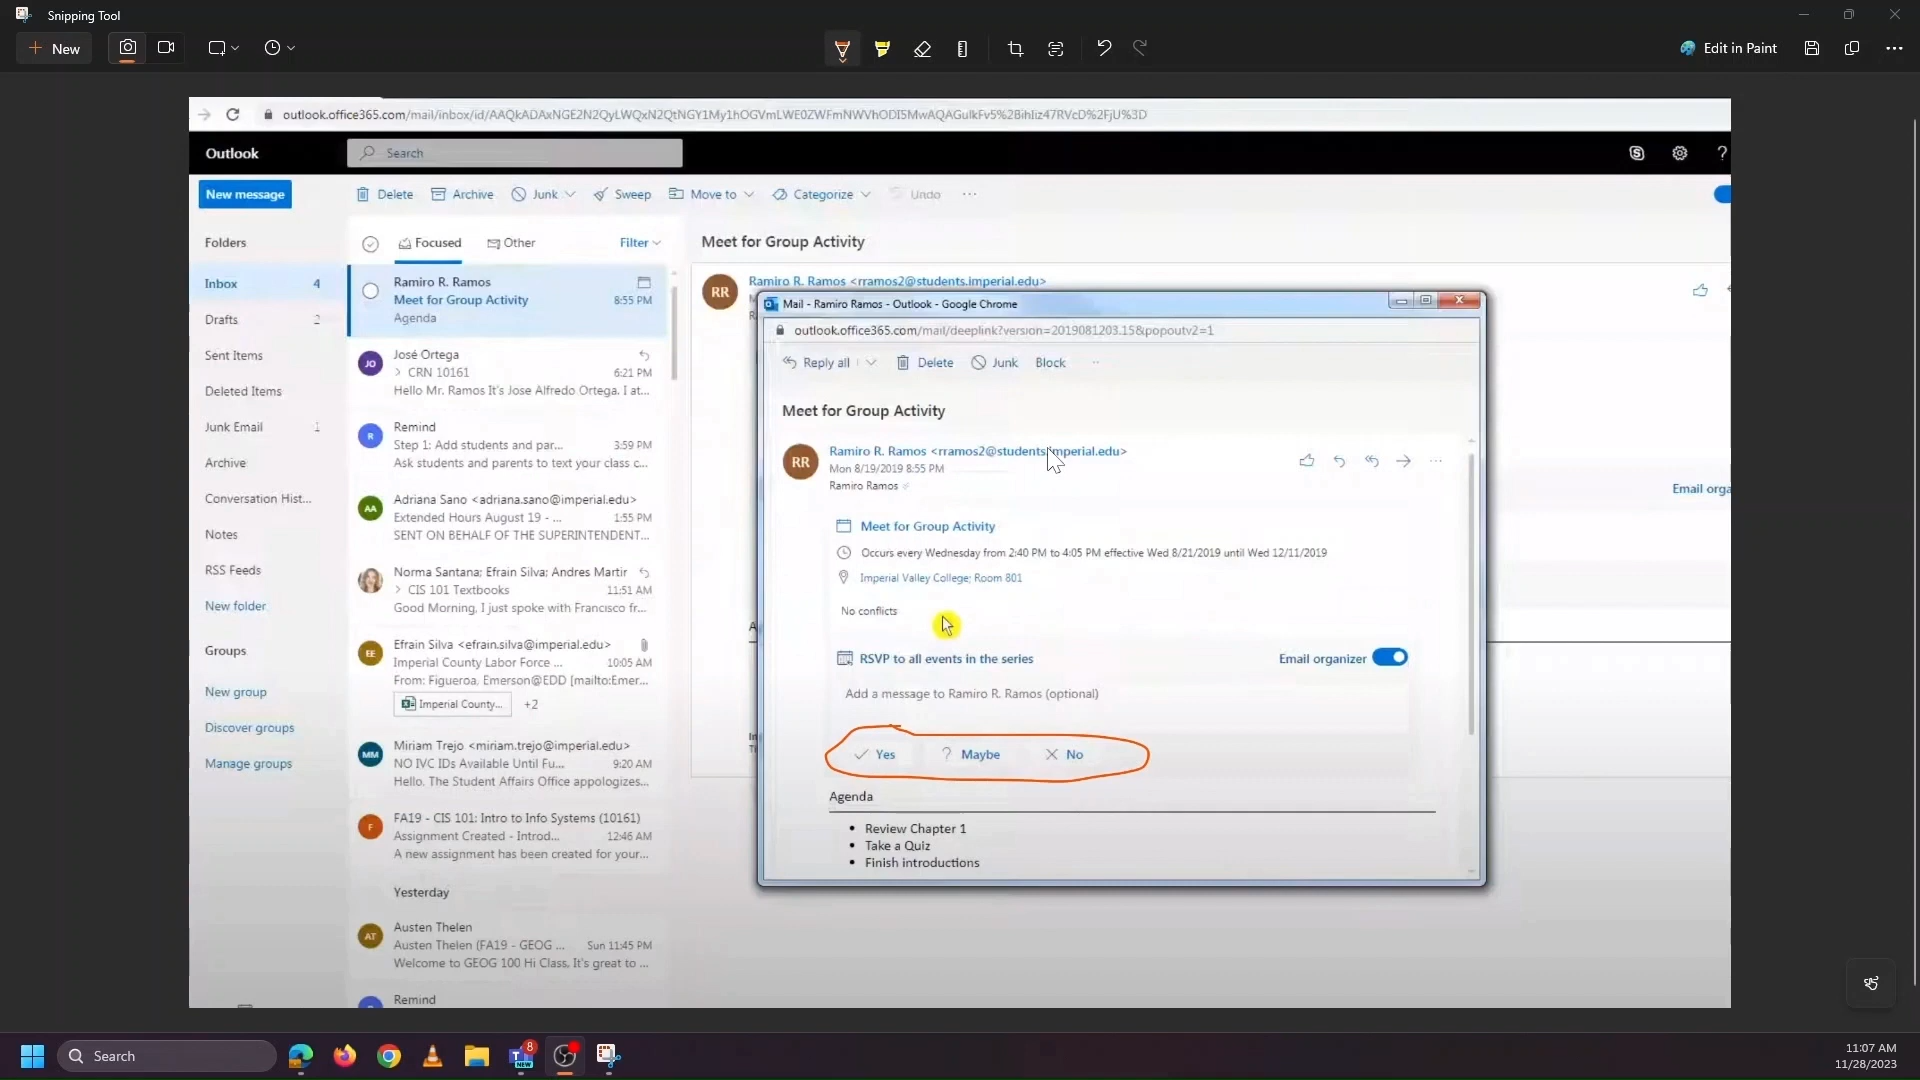 Snipping Tool
New
Edit in Paint
outlook.office365.com/mail/inbox/id/AAQkADAxNGE2N2QyLWQxN2QtNGY1My1hOGVmLWE0ZWFmNWVhODI5MwAQAGulkFv5%2BihIiz47RVcD%2FjU%3D
Outlook
Search
?
New message
Delete Archive Junk Sweep Move to Categorize Undo
Folders
Inbox 4
Drafts 2
Sent Items
Deleted Items
Junk Email 1
Archive
Conversation Hist...
Notes
RSS Feeds
New folder
Groups
New group
Discover groups
Manage groups
Focused Other Filter
Ramiro R. Ramos
Meet for Group Activity 8:55 PM
Agenda
JO
José Ortega
> CRN 10161 6:21 PM
Hello Mr. Ramos It's Jose Alfredo Ortega. I at...
R
Remind
Step 1: Add students and par... 3:59 PM
Ask students and parents to text your class c...
AA
Adriana Sano <adriana.sano@imperial.edu>
Extended Hours August 19 - ... 1:55 PM
SENT ON BEHALF OF THE SUPERINTENDENT...
Norma Santana; Efrain Silva; Andres Martir
> CIS 101 Textbooks 11:51 AM
Good Morning, I just spoke with Francisco fr...
EE
Efrain Silva <efrain.silva@imperial.edu>
Imperial County Labor Force ... 10:05 AM
From: Figueroa, Emerson@EDD [mailto:Emer...
Imperial County... +2
MM
Miriam Trejo <miriam.trejo@imperial.edu>
NO IVC IDs Available Until Fu... 9:20 AM
Hello. The Student Affairs Office apologizes...
F
FA19 - CIS 101: Intro to Info Systems (10161)
Assignment Created - Introd... 12:46 AM
A new assignment has been created for your...
Yesterday
AT
Austen Thelen
Austen Thelen (FA19 - GEOG ... Sun 11:45 PM
Welcome to GEOG 100 Hi Class, It's great to ...
Remind
Meet for Group Activity
RR
Ramiro R. Ramos <rramos2@students.imperial.edu>
Email orga
Mail - Ramiro Ramos - Outlook - Google Chrome
outlook.office365.com/mail/deeplink?version=2019081203.15&popoutv2=1
Reply all Delete Junk Block
Meet for Group Activity
RR
Ramiro R. Ramos <rramos2@students.imperial.edu>
Mon 8/19/2019 8:55 PM
Ramiro Ramos
Meet for Group Activity
Occurs every Wednesday from 2:40 PM to 4:05 PM effective Wed 8/21/2019 until Wed 12/11/2019
Imperial Valley College; Room 801
No conflicts
RSVP to all events in the series Email organizer
Add a message to Ramiro R. Ramos (optional)
Yes ? Maybe No
Agenda
• Review Chapter 1
• Take a Quiz
• Finish introductions
Search
8
NEW
11:07 AM
11/28/2023